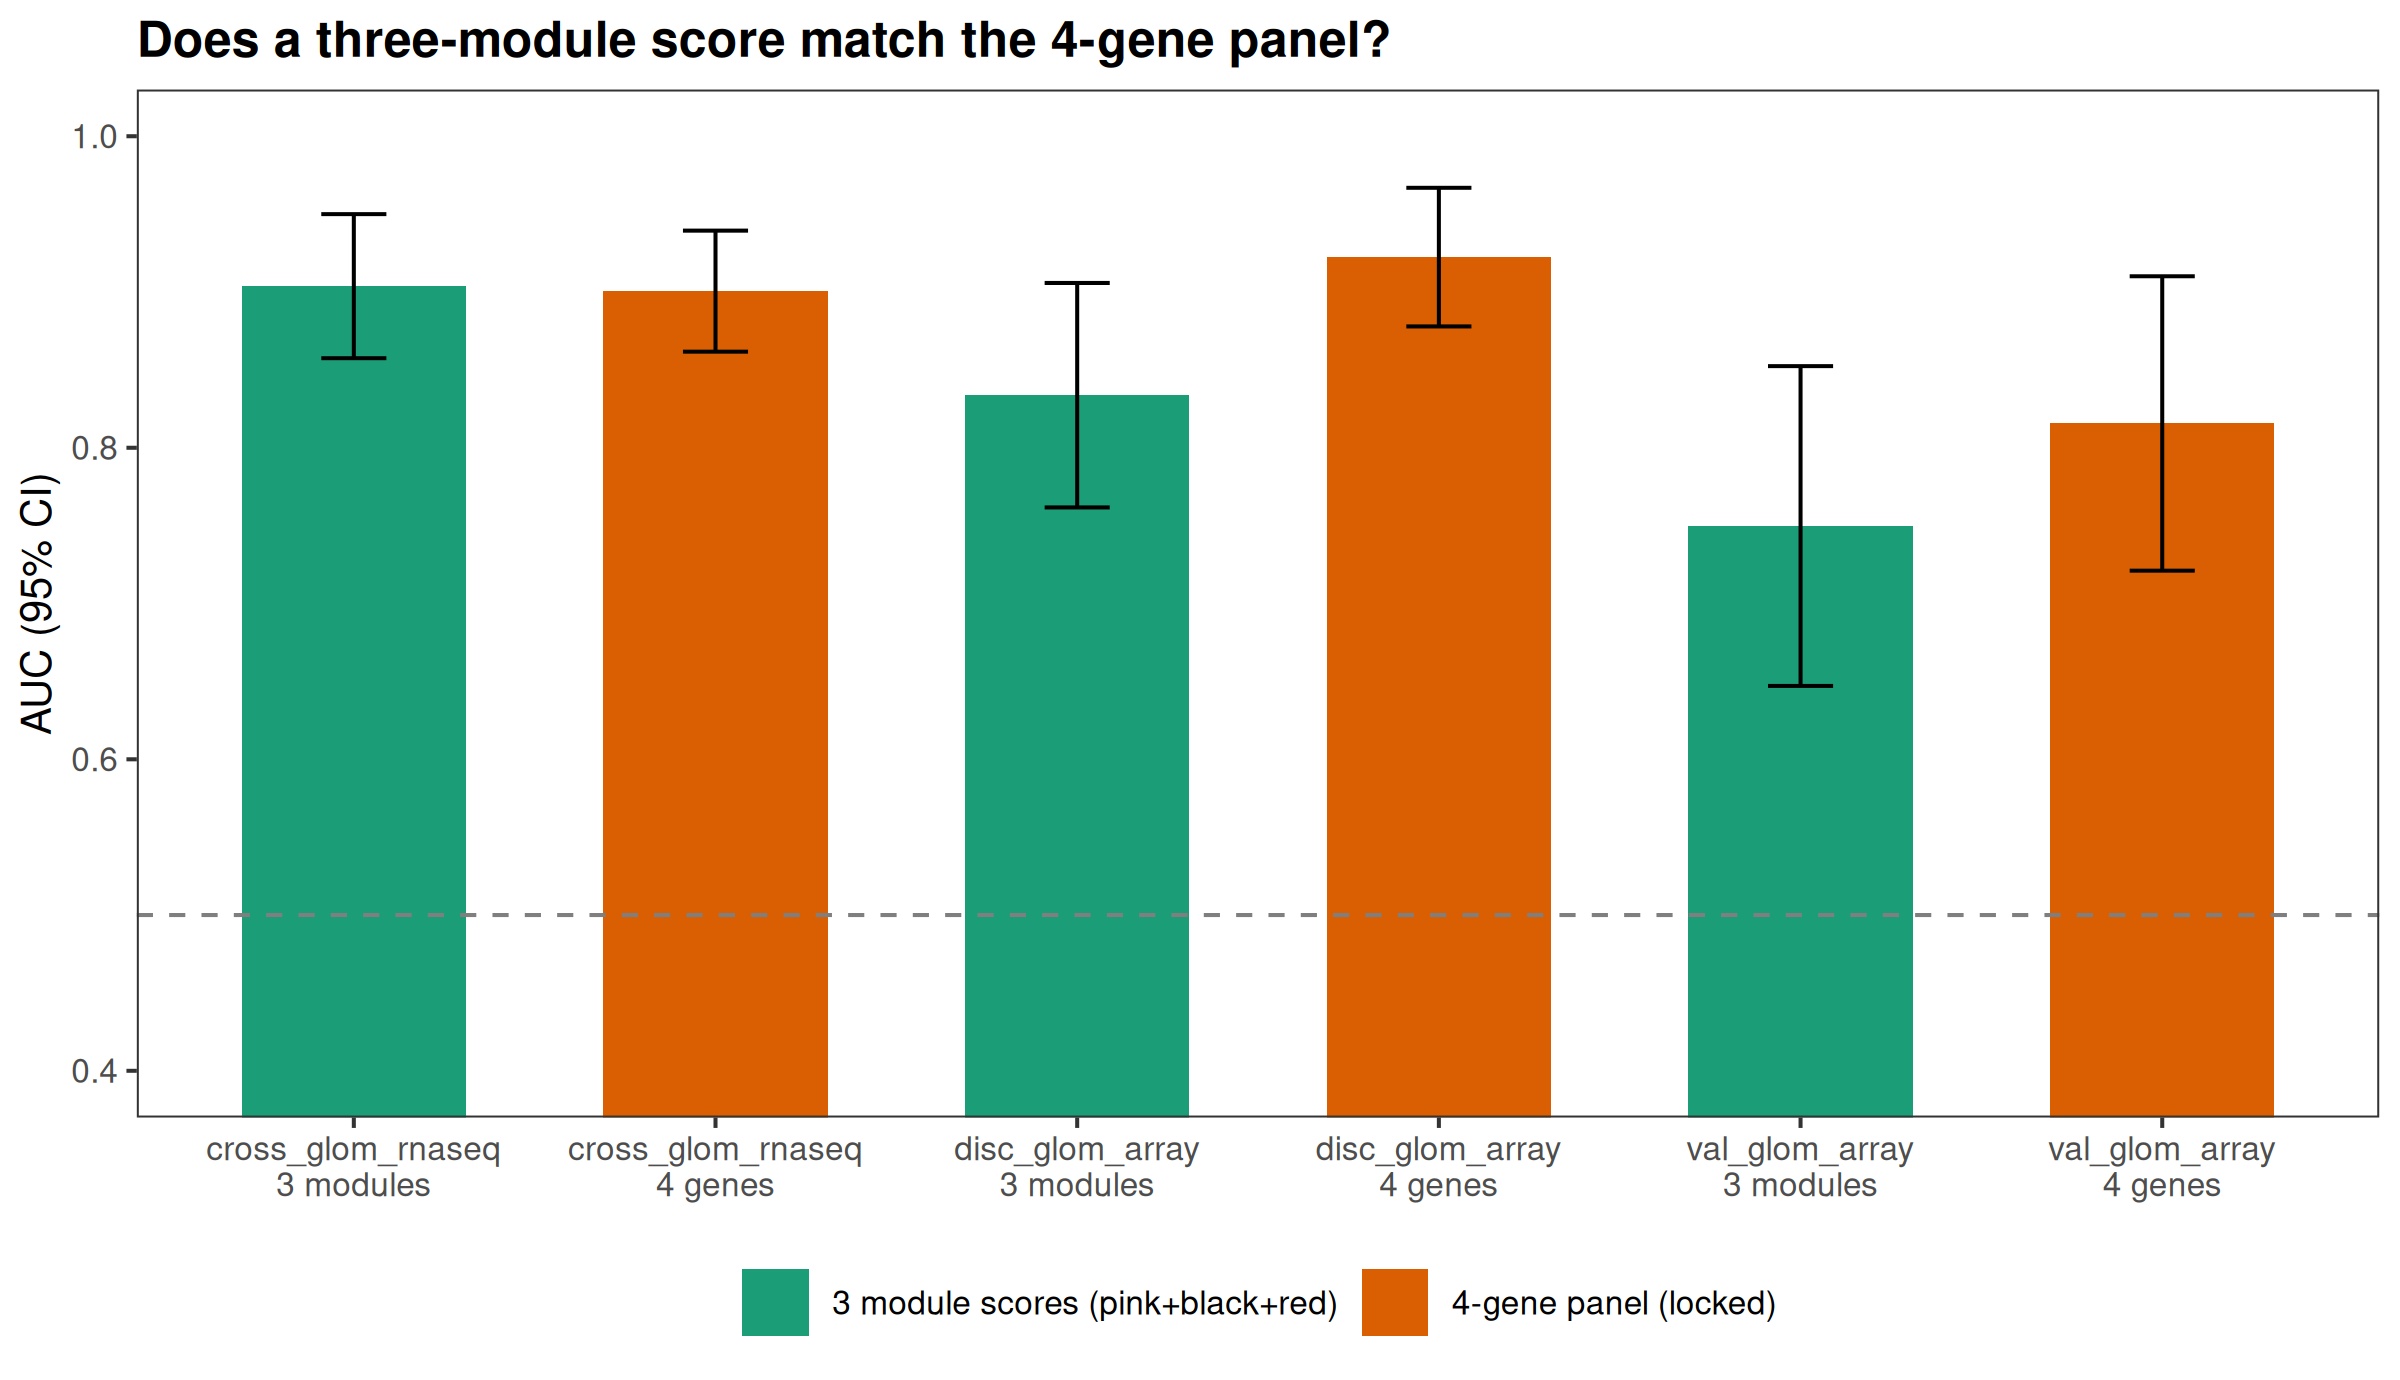 Does a three-module score match the 4-gene panel?
AUC (95% CI)
1.0
0.8
0.6
0.4
cross_glom_rnaseq
3 modules
cross_glom_rnaseq
4 genes
disc_glom_array
3 modules
disc_glom_array
4 genes
val_glom_array
3 modules
val_glom_array
4 genes
3 module scores (pink+black+red)
4-gene panel (locked)